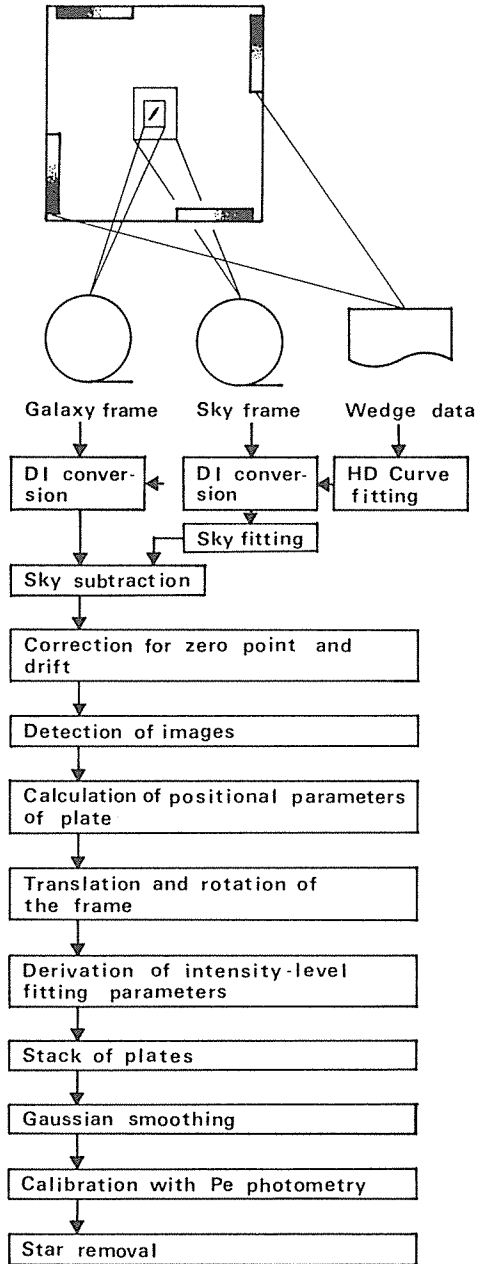 Galaxy frame Sky frame Wedge data
DI conver-
sion
DI conver-
sion
HD Curve
fitting
Sky fitting
Sky subtraction
Correction for zero point and
drift
Detection of images
Calculation of positional parameters
of plate
Translation and rotation of
the frame
Derivation of intensity-level
fitting parameters
Stack of plates
Gaussian smoothing
Calibration with Pe photometry
Star removal